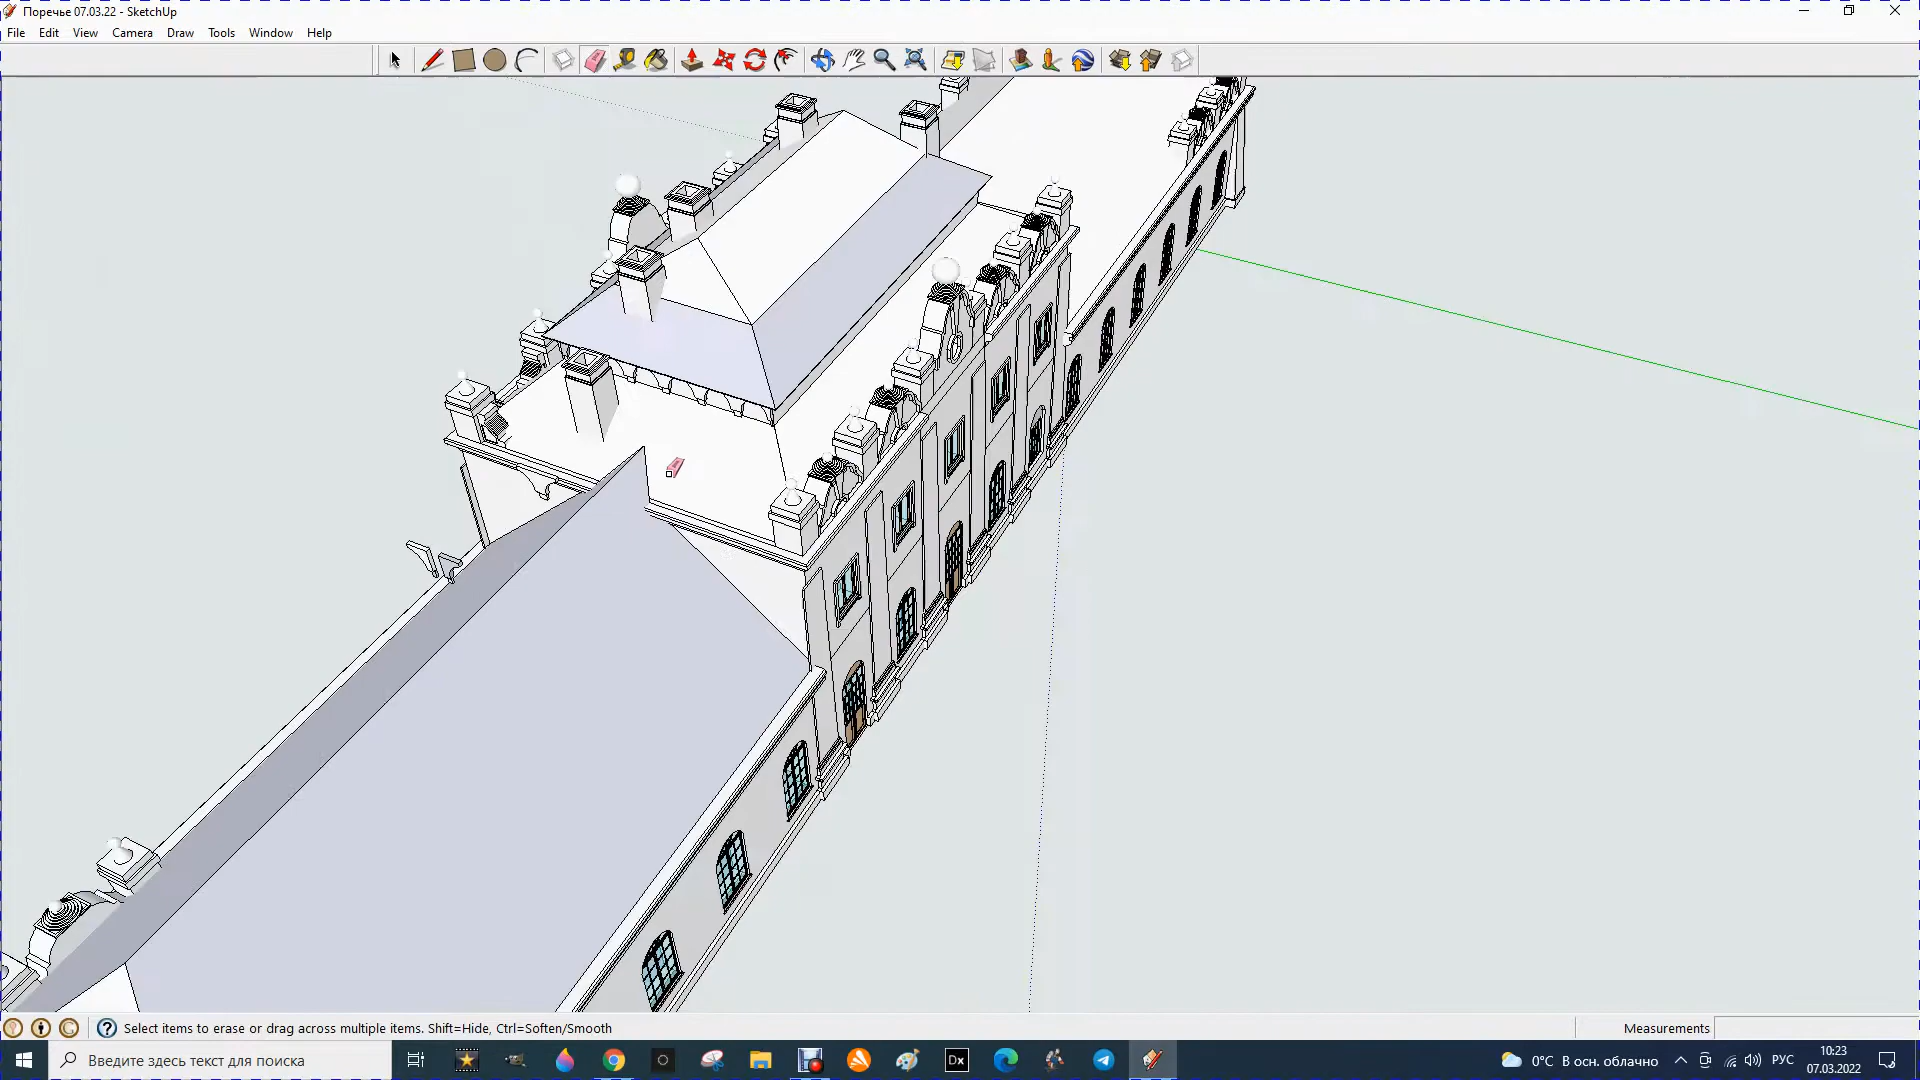 Поречье 07.03.22 - SketchUp
File Edit View Camera Draw Tools Window Help
Select items to erase or drag across multiple items. Shift=Hide, Ctrl=Soften/Smooth
Measurements
Введите здесь текст для поиска
Dx
0°C В осн. облачно
РУС
10:23
07.03.2022